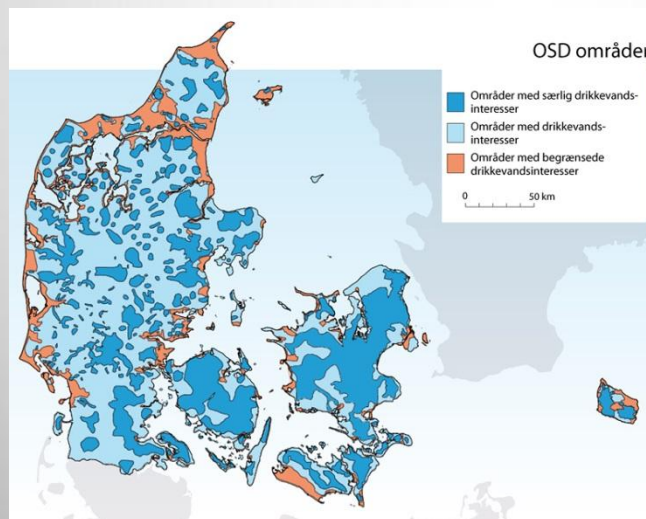 OSD områder
Områder med særlig drikkevands-
interesser
Områder med drikkevands-
interesser
Områder med begrænsede
drikkevandsinteresser
0 50 km